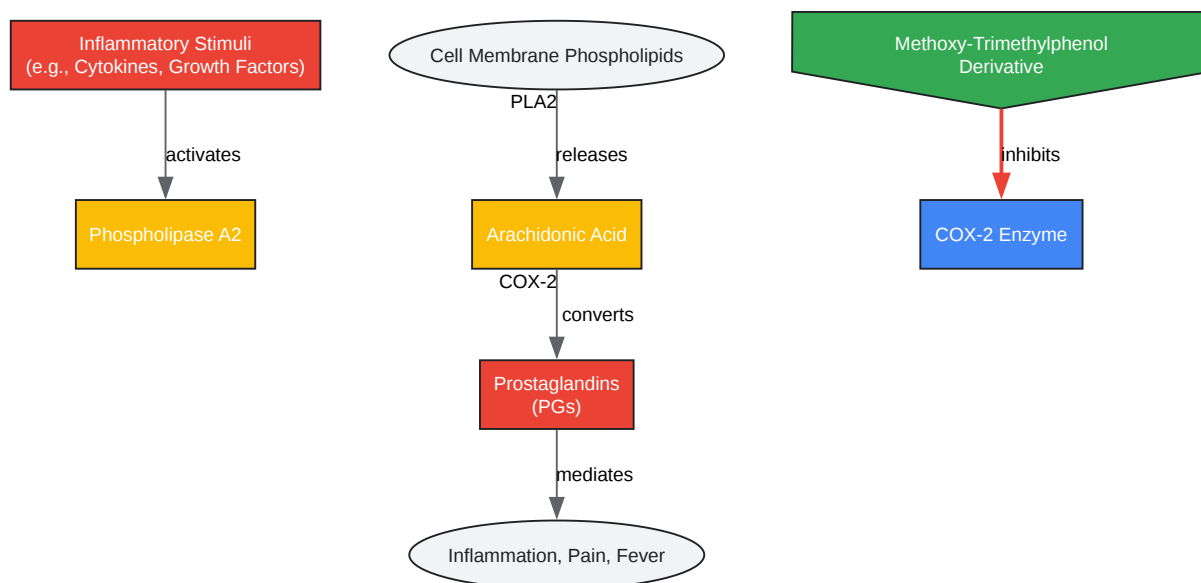 Inflammatory Stimuli
(e.g., Cytokines, Growth Factors)
activates
Phospholipase A2
Cell Membrane Phospholipids
PLA2
releases
Arachidonic Acid
COX-2
converts
Prostaglandins
(PGs)
mediates
Inflammation, Pain, Fever
Methoxy-Trimethylphenol
Derivative
inhibits
COX-2 Enzyme